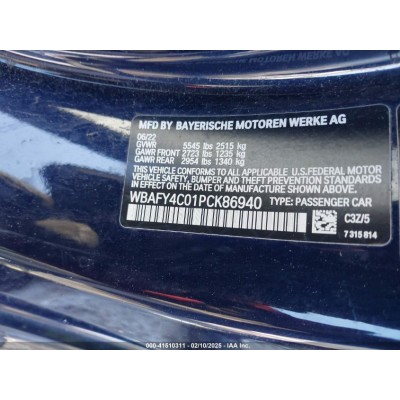 MFD BY BAYERISCHE MOTOREN WERKE AG
06/22
GVWR 5545 lbs 2515 kg
GAWR FRONT 2723 lbs 1235 kg
GAWR REAR 2954 lbs 1340 kg
THIS VEHICLE CONFORMS TO ALL
APPLICABLE U.S.FEDERAL MOTOR
VEHICLE SAFETY, BUMPER, AND
THEFT PREVENTION STANDARDS IN
EFFECT ON THE DATE OF
MANUFACTURE SHOWN ABOVE.
WBAFY4C01PCK86940 TYPE: PASSENGER CAR
C3Z/5
7 315 814
000-41510311 - 02/10/2025 - IAA Inc.